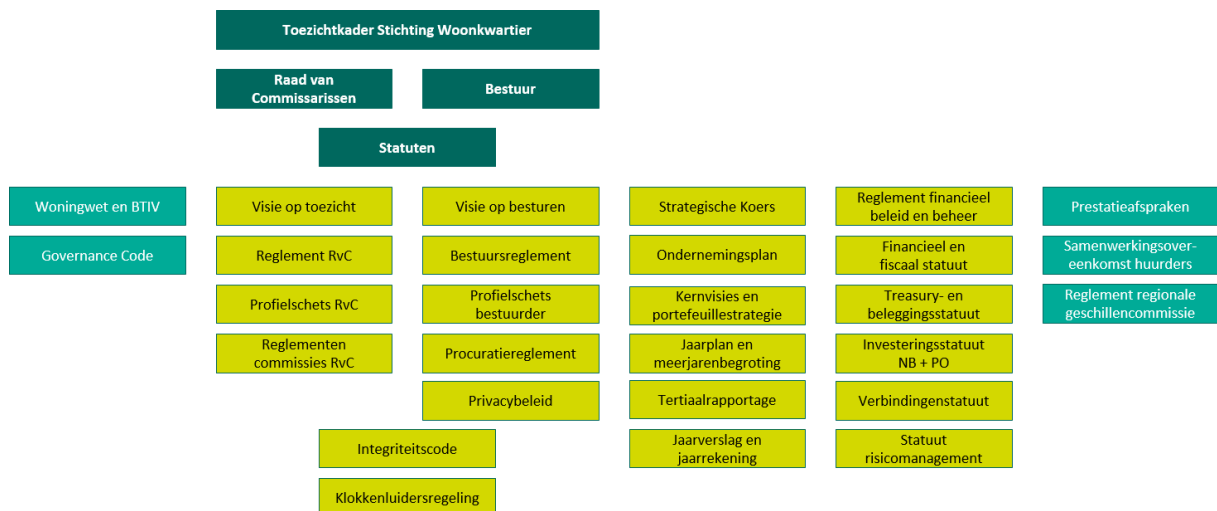 Toezichtkader Stichting Woonkwartier
Raad van
Commissarissen
Bestuur
Statuten
Woningwet en BTIV
Governance Code
Visie op toezicht
Reglement RvC
Profielschets RvC
Reglementen
commissies RvC
Visie op besturen
Bestuursreglement
Profielschets
bestuurder
Procuratiereglement
Privacybeleid
Integriteitscode
Klokkenluidersregeling
Strategische Koers
Ondernemingsplan
Kernvisies en
portefeuillestrategie
Jaarplan en
meerjarenbegroting
Tertiaalrapportage
Jaarverslag en
jaarrekening
Reglement financieel
beleid en beheer
Financieel en
fiscaal statuut
Treasury- en
beleggingsstatuut
Investeringsstatuut
NB + PO
Verbindingenstatuut
Statuut
risicomanagement
Prestatieafspraken
Samenwerkingsover-
eenkomst huurders
Reglement regionale
geschillencommissie